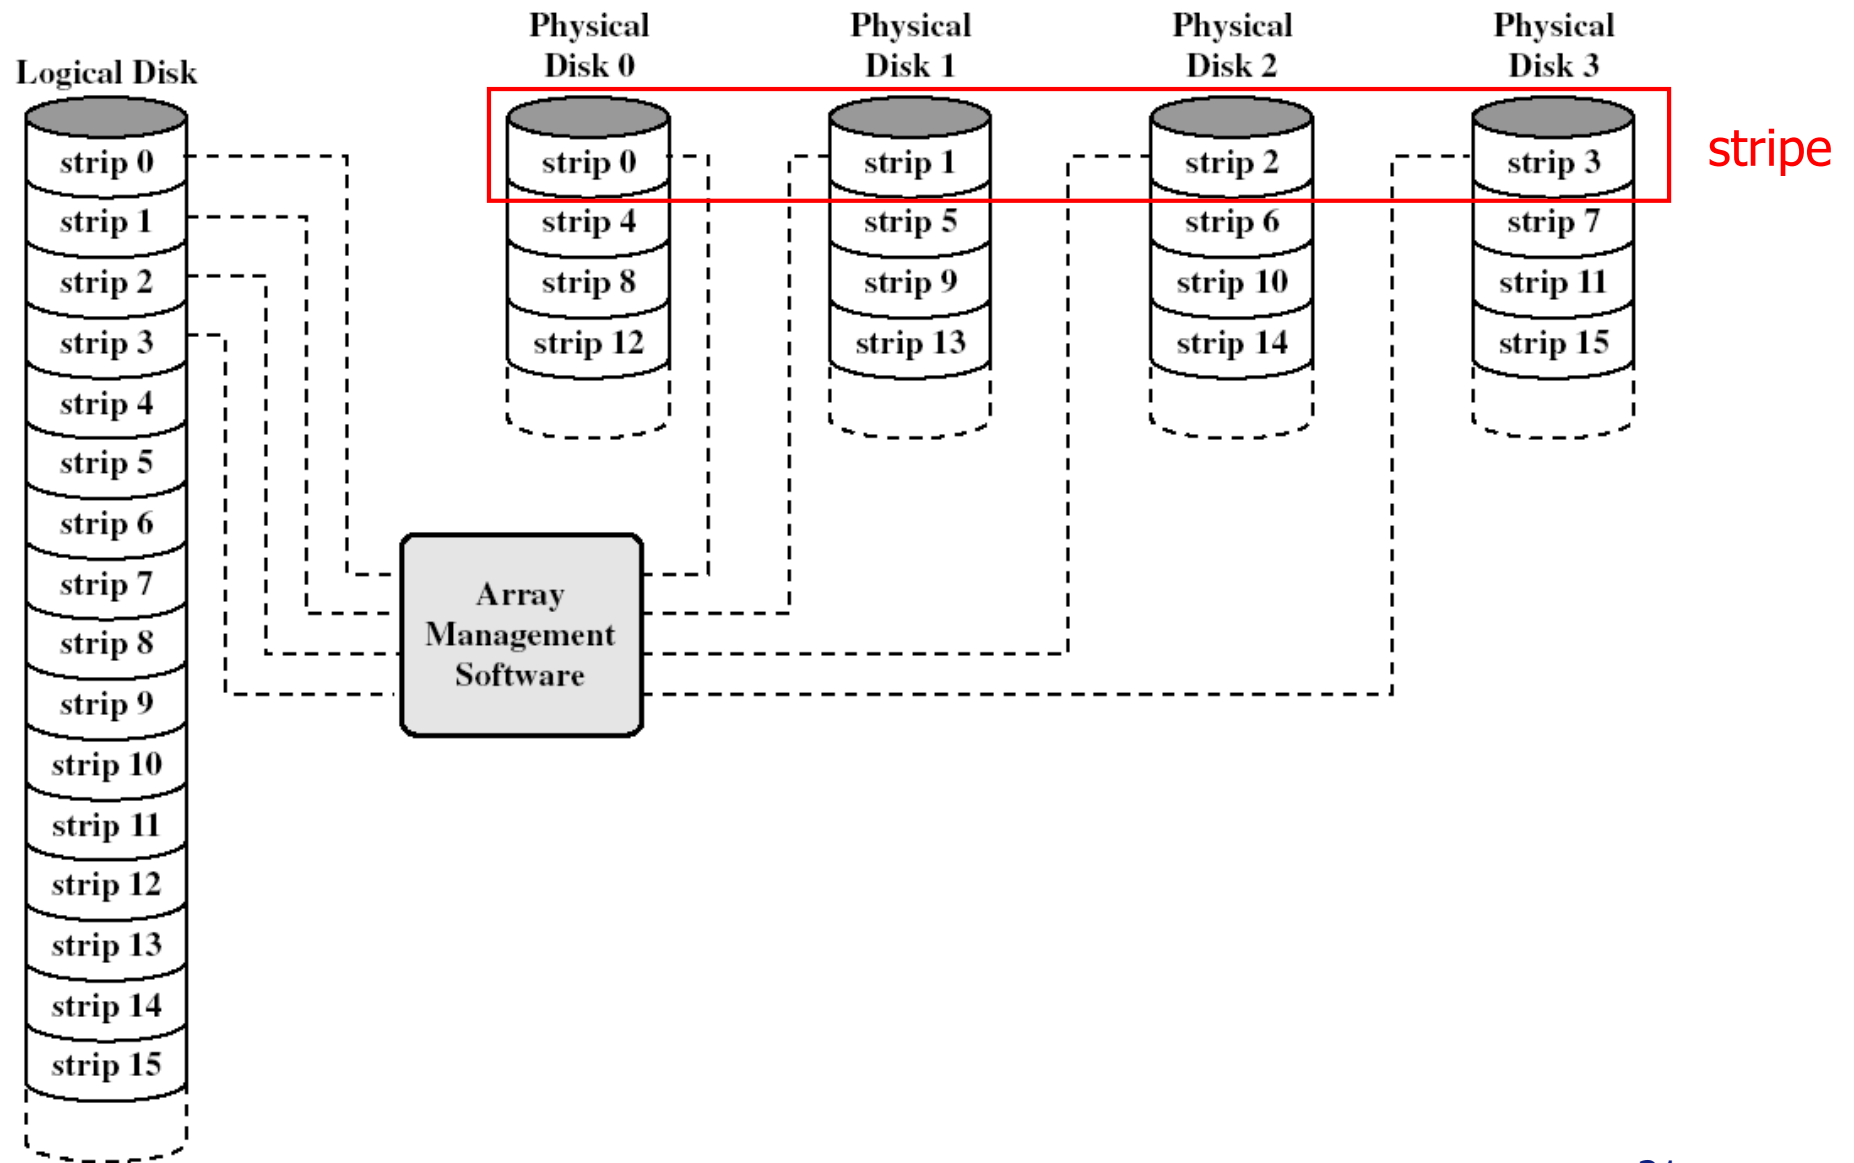 Logical Disk
strip 0
strip 1
strip 2
strip 3
strip 4
strip 5
strip 6
strip 7
strip 8
strip 9
strip 10
strip 11
strip 12
strip 13
strip 14
strip 15
Array
Management
Software
Physical
Disk 0
strip 0
strip 4
strip 8
strip 12
Physical
Disk 1
strip 1
strip 5
strip 9
strip 13
Physical
Disk 2
strip 2
strip 6
strip 10
strip 14
Physical
Disk 3
strip 3
strip 7
strip 11
strip 15
stripe